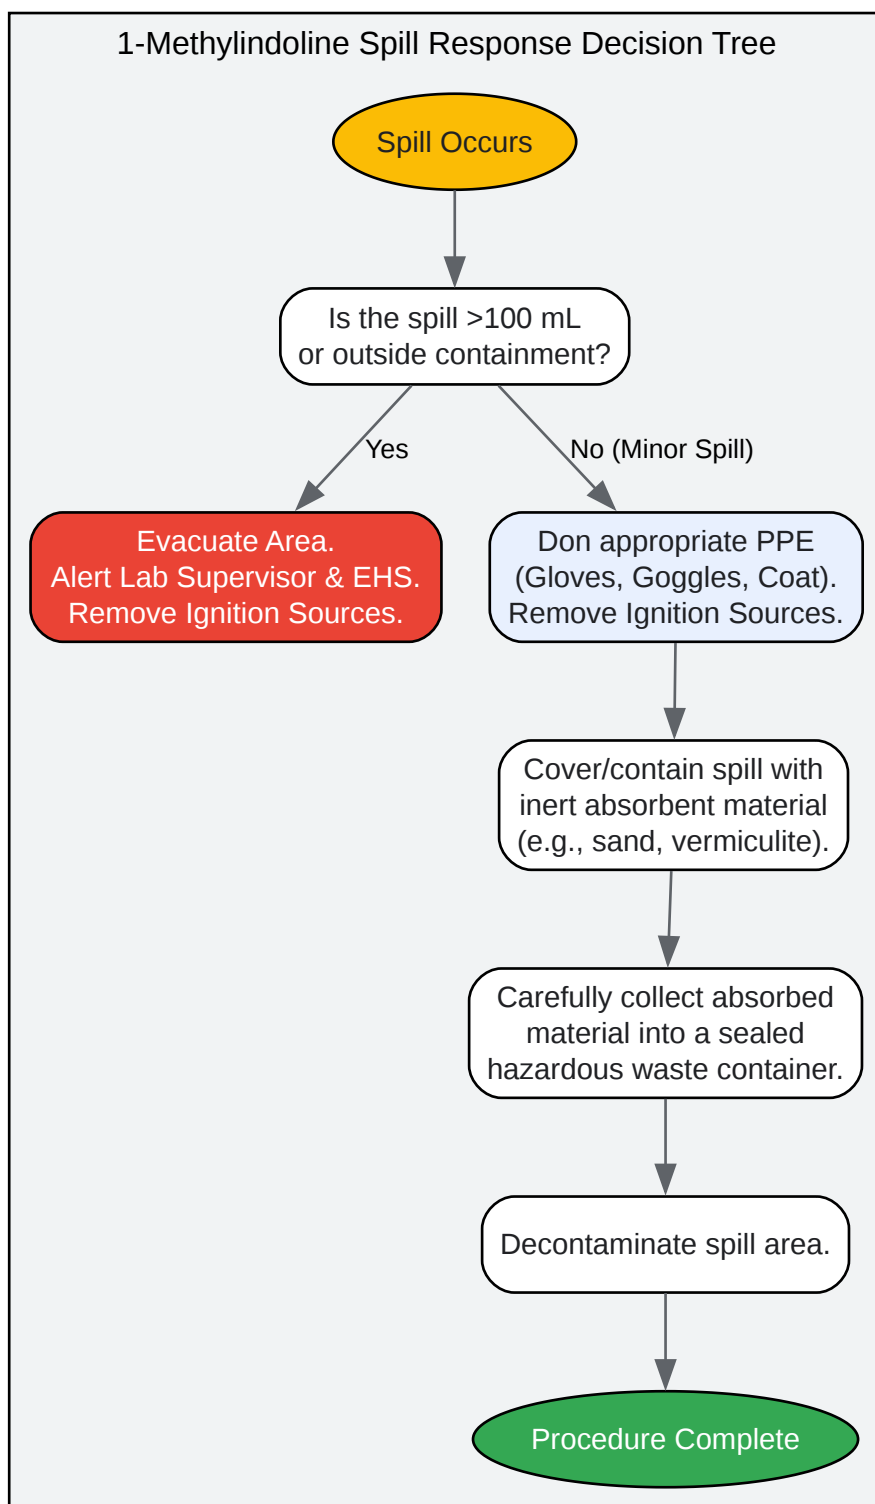 1-Methylindoline Spill Response Decision Tree
Spill Occurs
Is the spill >100 mL
or outside containment?
Yes
No (Minor Spill)
Evacuate Area.
Alert Lab Supervisor & EHS.
Remove Ignition Sources.
Don appropriate PPE
(Gloves, Goggles, Coat).
Remove Ignition Sources.
Cover/contain spill with
inert absorbent material
(e.g., sand, vermiculite).
Carefully collect absorbed
material into a sealed
hazardous waste container.
Decontaminate spill area.
Procedure Complete